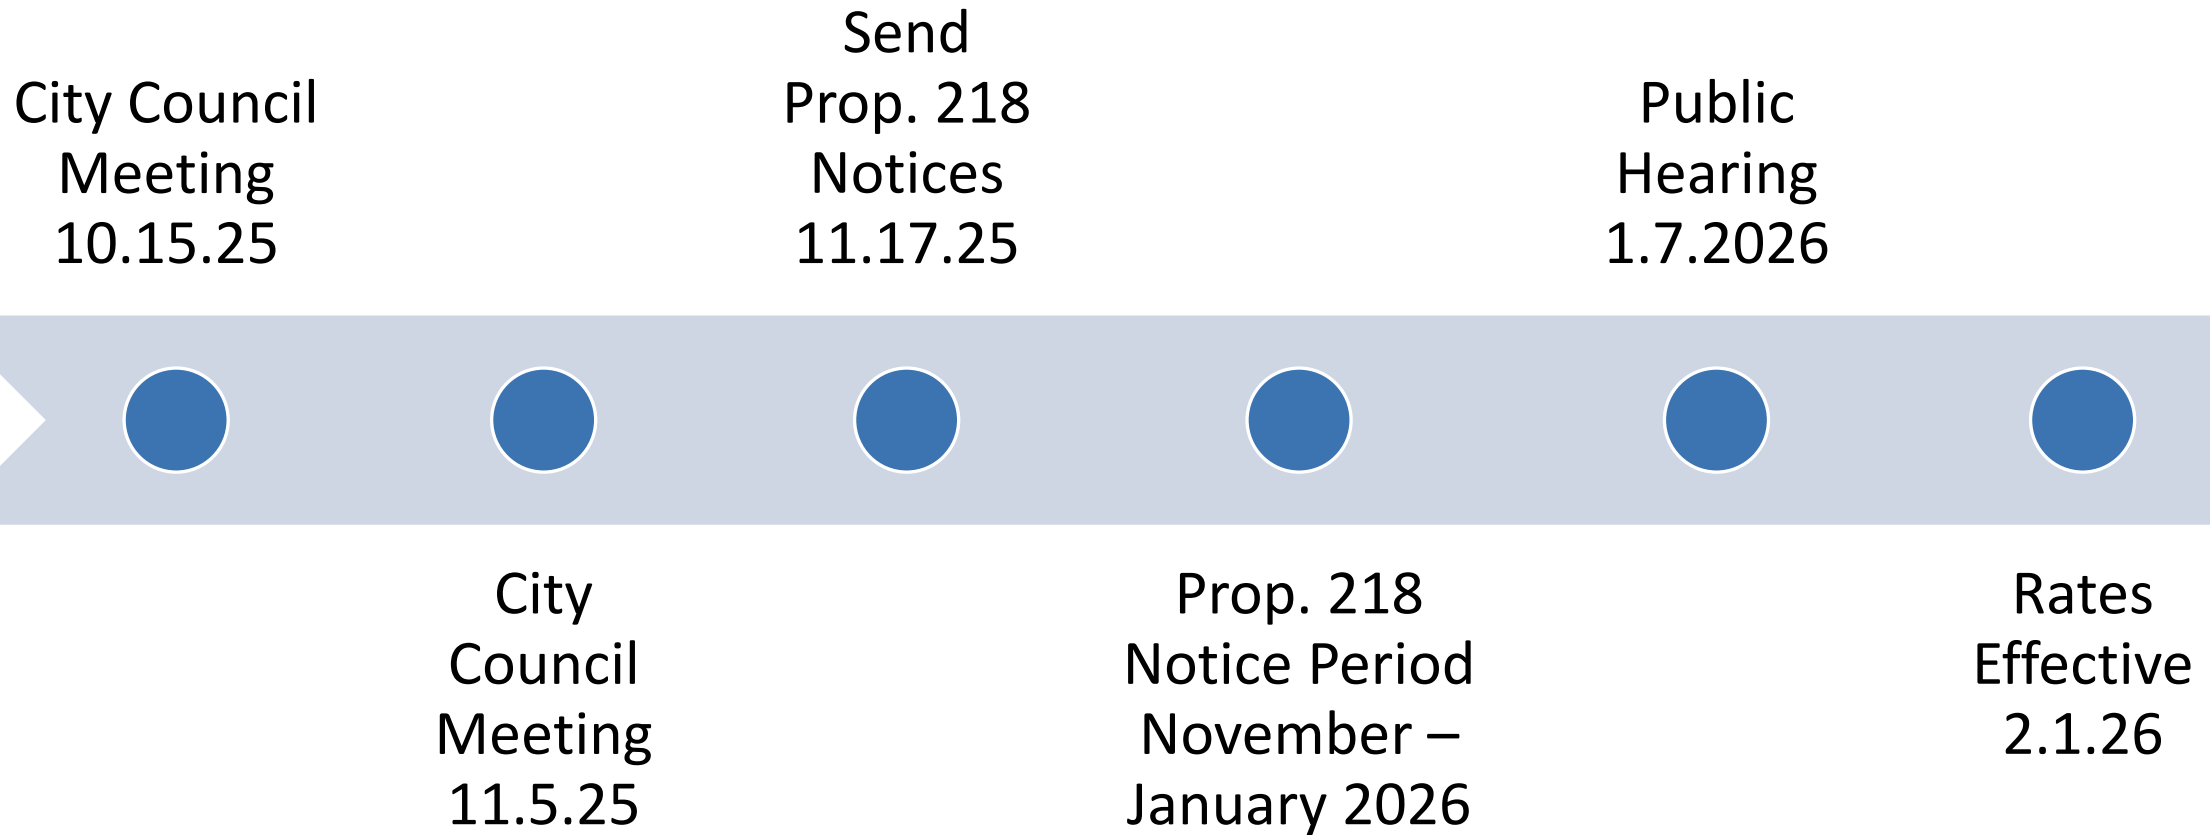 City Council
Meeting
10.15.25
City
Council
Meeting
11.5.25
Send
Prop. 218
Notices
11.17.25
Prop. 218
Notice Period
November –
January 2026
Public
Hearing
1.7.2026
Rates
Effective
2.1.26